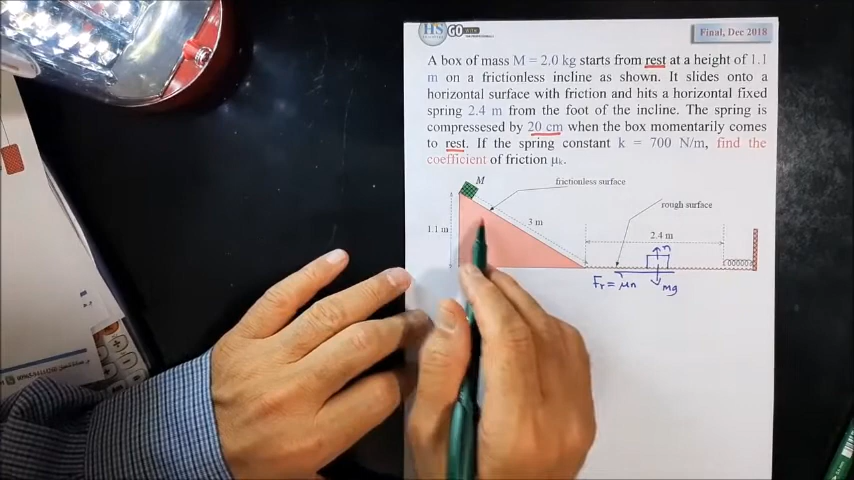 HS GO
Final, Dec 2018
A box of mass M = 2.0 kg starts from rest at a height of 1.1
m on a frictionless incline as shown. It slides onto a
horizontal surface with friction and hits a horizontal fixed
spring 2.4 m from the foot of the incline. The spring is
compressesed by 20 cm when the box momentarily comes
to rest. If the spring constant k = 700 N/m, find the
coefficient of friction μk.
M
frictionless surface
rough surface
3 m
1.1 m
2.4 m
n
Fr = μn
mg